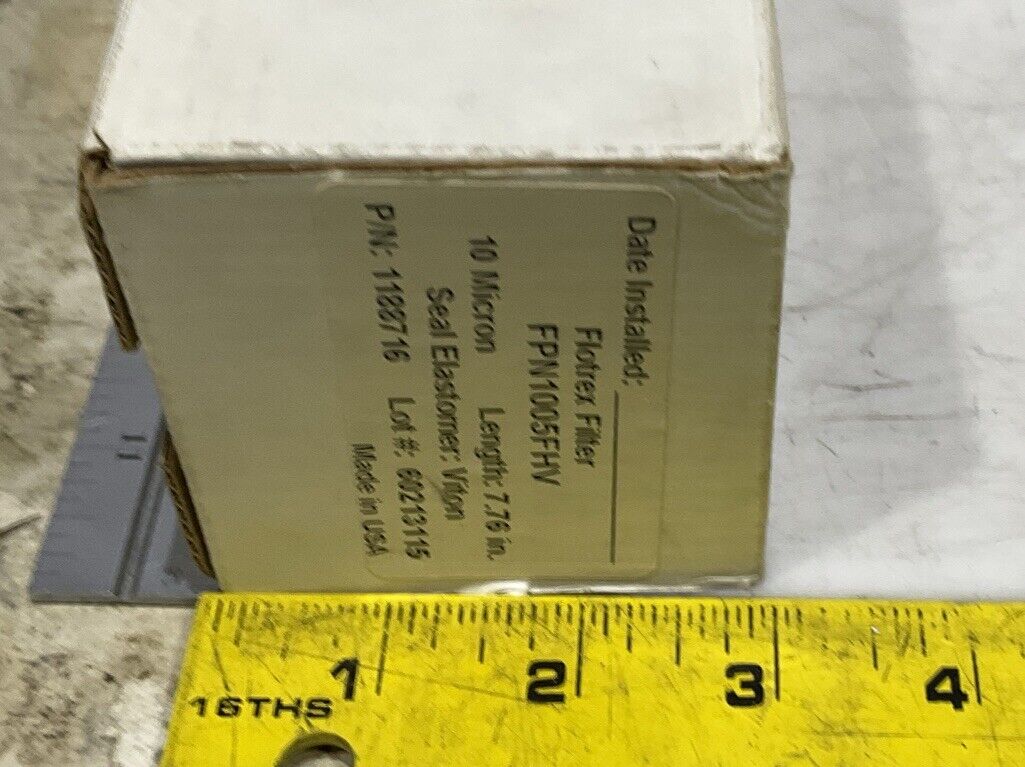 Date Installed:
Flotrex Filter
FPN1005FHV
10 Micron Length: 7.76 in.
Seal Elastomer: Viton
P/N: 1188716 Lot #: 60213115
Made in USA
11
1 2 3 4
16THS